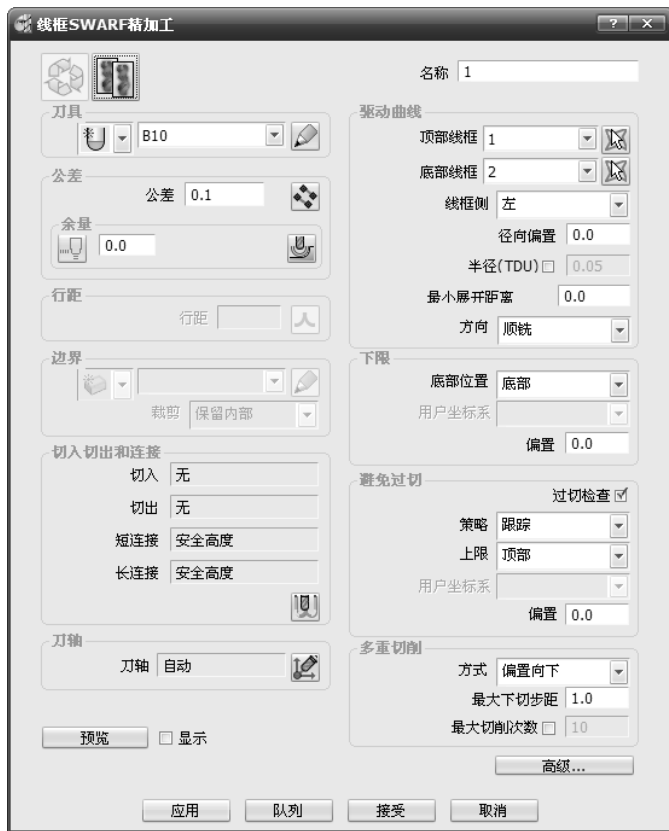 线框SWARF精加工
名称 1
刀具
B10
公差
公差 0.1
余量
0.0
行距
行距
边界
裁剪 保留内部
切入切出和连接
切入 无
切出 无
短连接 安全高度
长连接 安全高度
刀轴
刀轴 自动
预览 显示
驱动曲线
顶部线框 1
底部线框 2
线框侧 左
径向偏置 0.0
半径(TDU) 0.05
最小展开距离 0.0
方向 顺铣
下限
底部位置 底部
用户坐标系
偏置 0.0
避免过切
过切检查
策略 跟踪
上限 顶部
用户坐标系
偏置 0.0
多重切削
方式 偏置向下
最大下切步距 1.0
最大切削次数 10
高级...
应用 队列 接受 取消